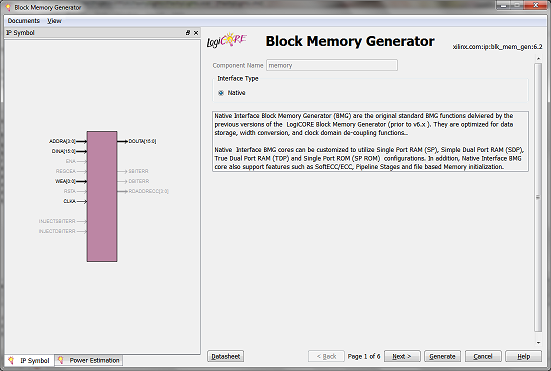 Block Memory Generator
Documents View
IP Symbol
ADDRA[3:0]
DINA[15:0]
ENA
REGCEA
WEA[0:0]
RSTA
CLKA
INJECTSBITERR
INJECTDBITERR
DOUTA[15:0]
SBITERR
DBITERR
RDADDRECC[3:0]
IP Symbol Power Estimation
LogiCORE
Block Memory Generator
xilinx.com:ip:blk_mem_gen:6.2
Component Name memory
Interface Type
Native
Native Interface Block Memory Generator (BMG) are the original standard BMG functions delivered by the
previous versions of the LogiCORE Block Memory Generator (prior to v6.x ). They are optimized for data
storage, width conversion, and clock domain de-coupling functions..
Native Interface BMG cores can be customized to utilize Single Port RAM (SP), Simple Dual Port RAM (SDP),
True Dual Port RAM (TDP) and Single Port ROM (SP ROM) configurations. In addition, Native Interface BMG
core also support features such as SoftECC/ECC, Pipeline Stages and file based Memory initialization.
Datasheet
< Back Page 1 of 6 Next > Generate Cancel Help